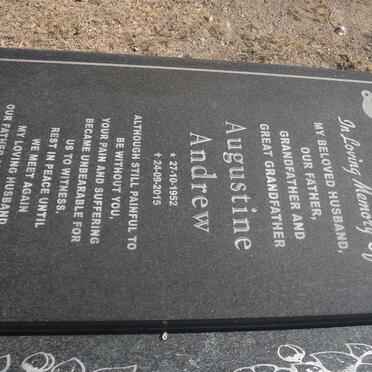 In Loving Memory Of
MY BELOVED HUSBAND,
OUR FATHER,
GRANDFATHER AND
GREAT GRANDFATHER
Augustine
Andrew
★ 27-10-1952
✝ 24-09-2015
ALTHOUGH STILL PAINFUL TO
BE WITHOUT YOU,
YOUR PAIN AND SUFFERING
BECAME UNBEARABLE FOR
US TO WITNESS.
REST IN PEACE UNTIL
WE MEET AGAIN
MY LOVING HUSBAND
OUR FATHER